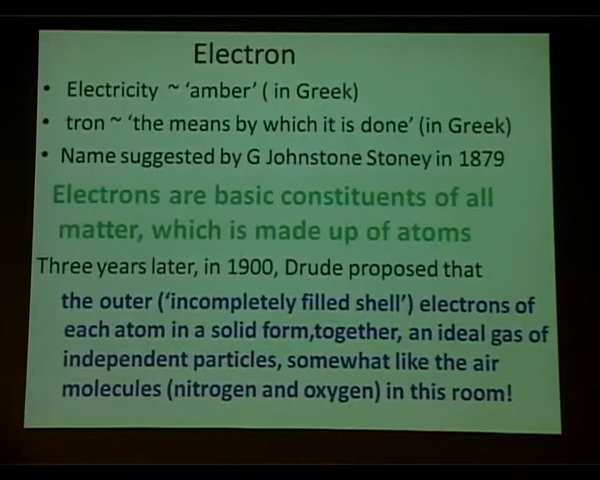 Electron
• Electricity ~ 'amber' ( in Greek)
• tron ~ 'the means by which it is done' (in Greek)
• Name suggested by G Johnstone Stoney in 1879
Electrons are basic constituents of all
matter, which is made up of atoms
Three years later, in 1900, Drude proposed that
the outer ('incompletely filled shell') electrons of
each atom in a solid form,together, an ideal gas of
independent particles, somewhat like the air
molecules (nitrogen and oxygen) in this room!